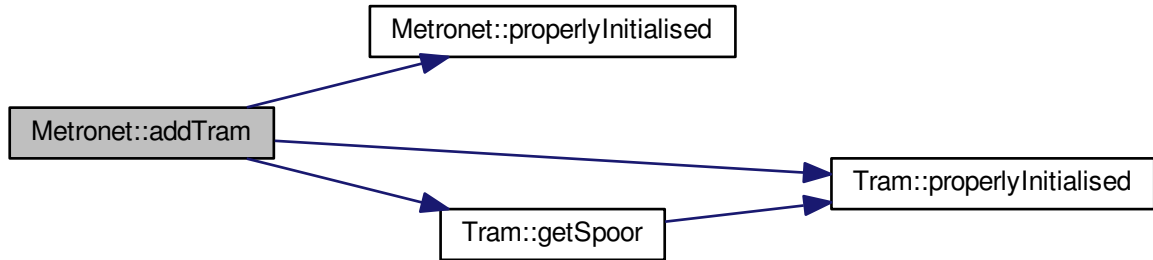 Metronet::properlyInitialised
Metronet::addTram
Tram::properlyInitialised
Tram::getSpoor